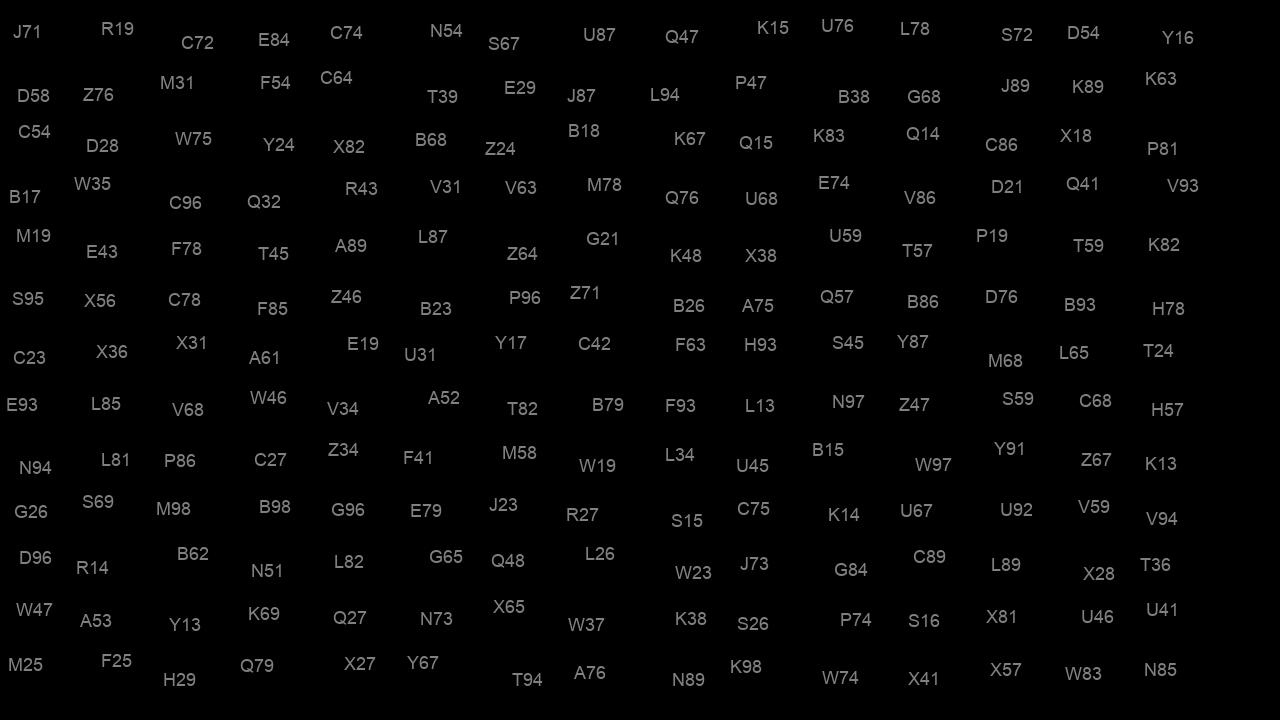 J71 R19 C72 E84 C74 N54 S67 U87 Q47 K15 U76 L78 S72 D54 Y16
D58 Z76 M31 F54 C64 T39 E29 J87 L94 P47 B38 G68 J89 K89 K63
C54 D28 W75 Y24 X82 B68 Z24 B18 K67 Q15 K83 Q14 C86 X18 P81
B17 W35 C96 Q32 R43 V31 V63 M78 Q76 U68 E74 V86 D21 Q41 V93
M19 E43 F78 T45 A89 L87 Z64 G21 K48 X38 U59 T57 P19 T59 K82
S95 X56 C78 F85 Z46 B23 P96 Z71 B26 A75 Q57 B86 D76 B93 H78
C23 X36 X31 A61 E19 U31 Y17 C42 F63 H93 S45 Y87 M68 L65 T24
E93 L85 V68 W46 V34 A52 T82 B79 F93 L13 N97 Z47 S59 C68 H57
N94 L81 P86 C27 Z34 F41 M58 W19 L34 U45 B15 W97 Y91 Z67 K13
G26 S69 M98 B98 G96 E79 J23 R27 S15 C75 K14 U67 U92 V59 V94
D96 R14 B62 N51 L82 G65 Q48 L26 W23 J73 G84 C89 L89 X28 T36
W47 A53 Y13 K69 Q27 N73 X65 W37 K38 S26 P74 S16 X81 U46 U41
M25 F25 H29 Q79 X27 Y67 T94 A76 N89 K98 W74 X41 X57 W83 N85